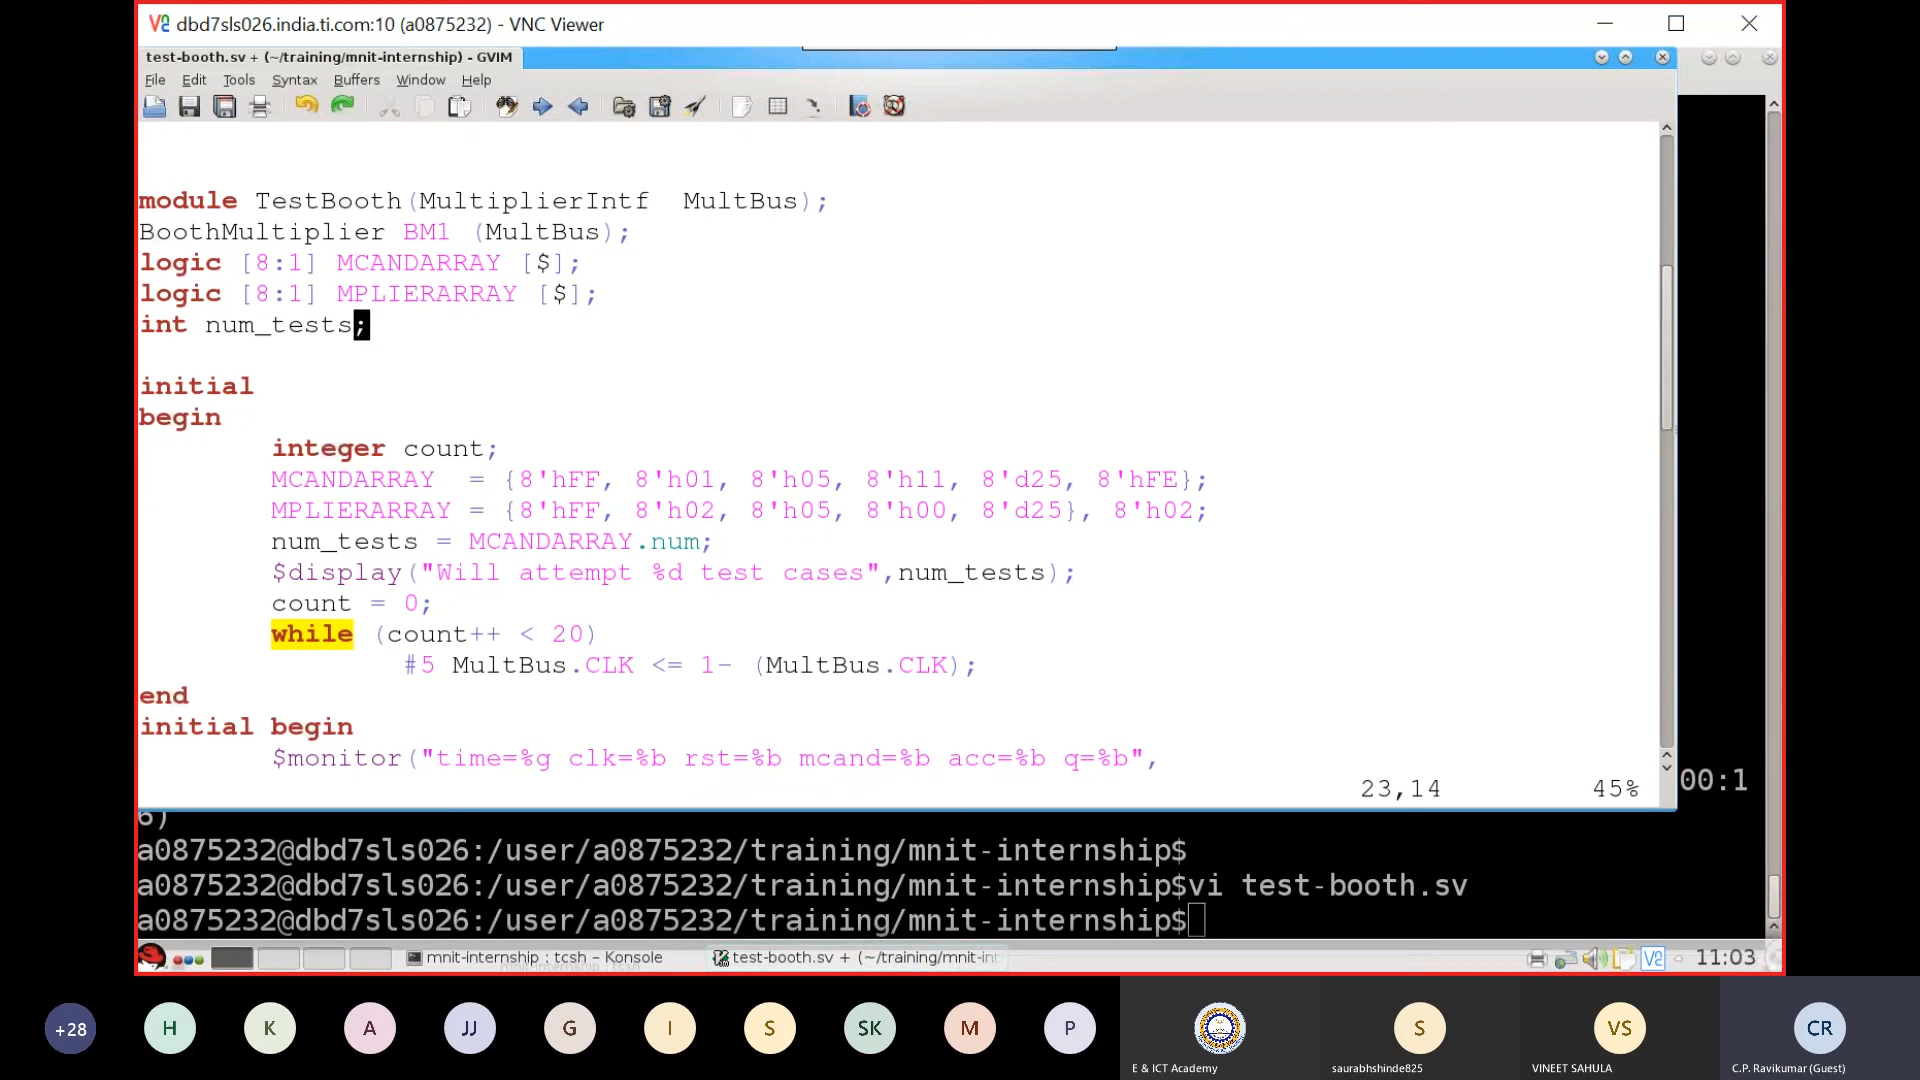 dbd7sls026.india.ti.com:10 (a0875232) - VNC Viewer
test-booth.sv + (~/training/mnit-internship) - GVIM
File Edit Tools Syntax Buffers Window Help
module TestBooth(MultiplierIntf  MultBus);
BoothMultiplier BM1 (MultBus);
logic [8:1] MCANDARRAY [$];
logic [8:1] MPLIERARRAY [$];
int num_tests;
initial
begin
integer count;
MCANDARRAY  = {8'hFF, 8'h01, 8'h05, 8'h11, 8'd25, 8'hFE};
MPLIERARRAY = {8'hFF, 8'h02, 8'h05, 8'h00, 8'd25}, 8'h02;
num_tests = MCANDARRAY.num;
$display("Will attempt %d test cases",num_tests);
count = 0;
while (count++ < 20)
#5 MultBus.CLK <= 1- (MultBus.CLK);
end
initial begin
$monitor("time=%g clk=%b rst=%b mcand=%b acc=%b q=%b",
23,14 45%
00:1
6)
a0875232@dbd7sls026:/user/a0875232/training/mnit-internship$
a0875232@dbd7sls026:/user/a0875232/training/mnit-internship$vi test-booth.sv
a0875232@dbd7sls026:/user/a0875232/training/mnit-internship$
mnit-internship : tcsh – Konsole
test-booth.sv + (~/training/mnit-int
11:03
+28 H K A JJ G I S SK M P S VS CR
E & ICT Academy saurabhshinde825 VINEET SAHULA C.P. Ravikumar (Guest)